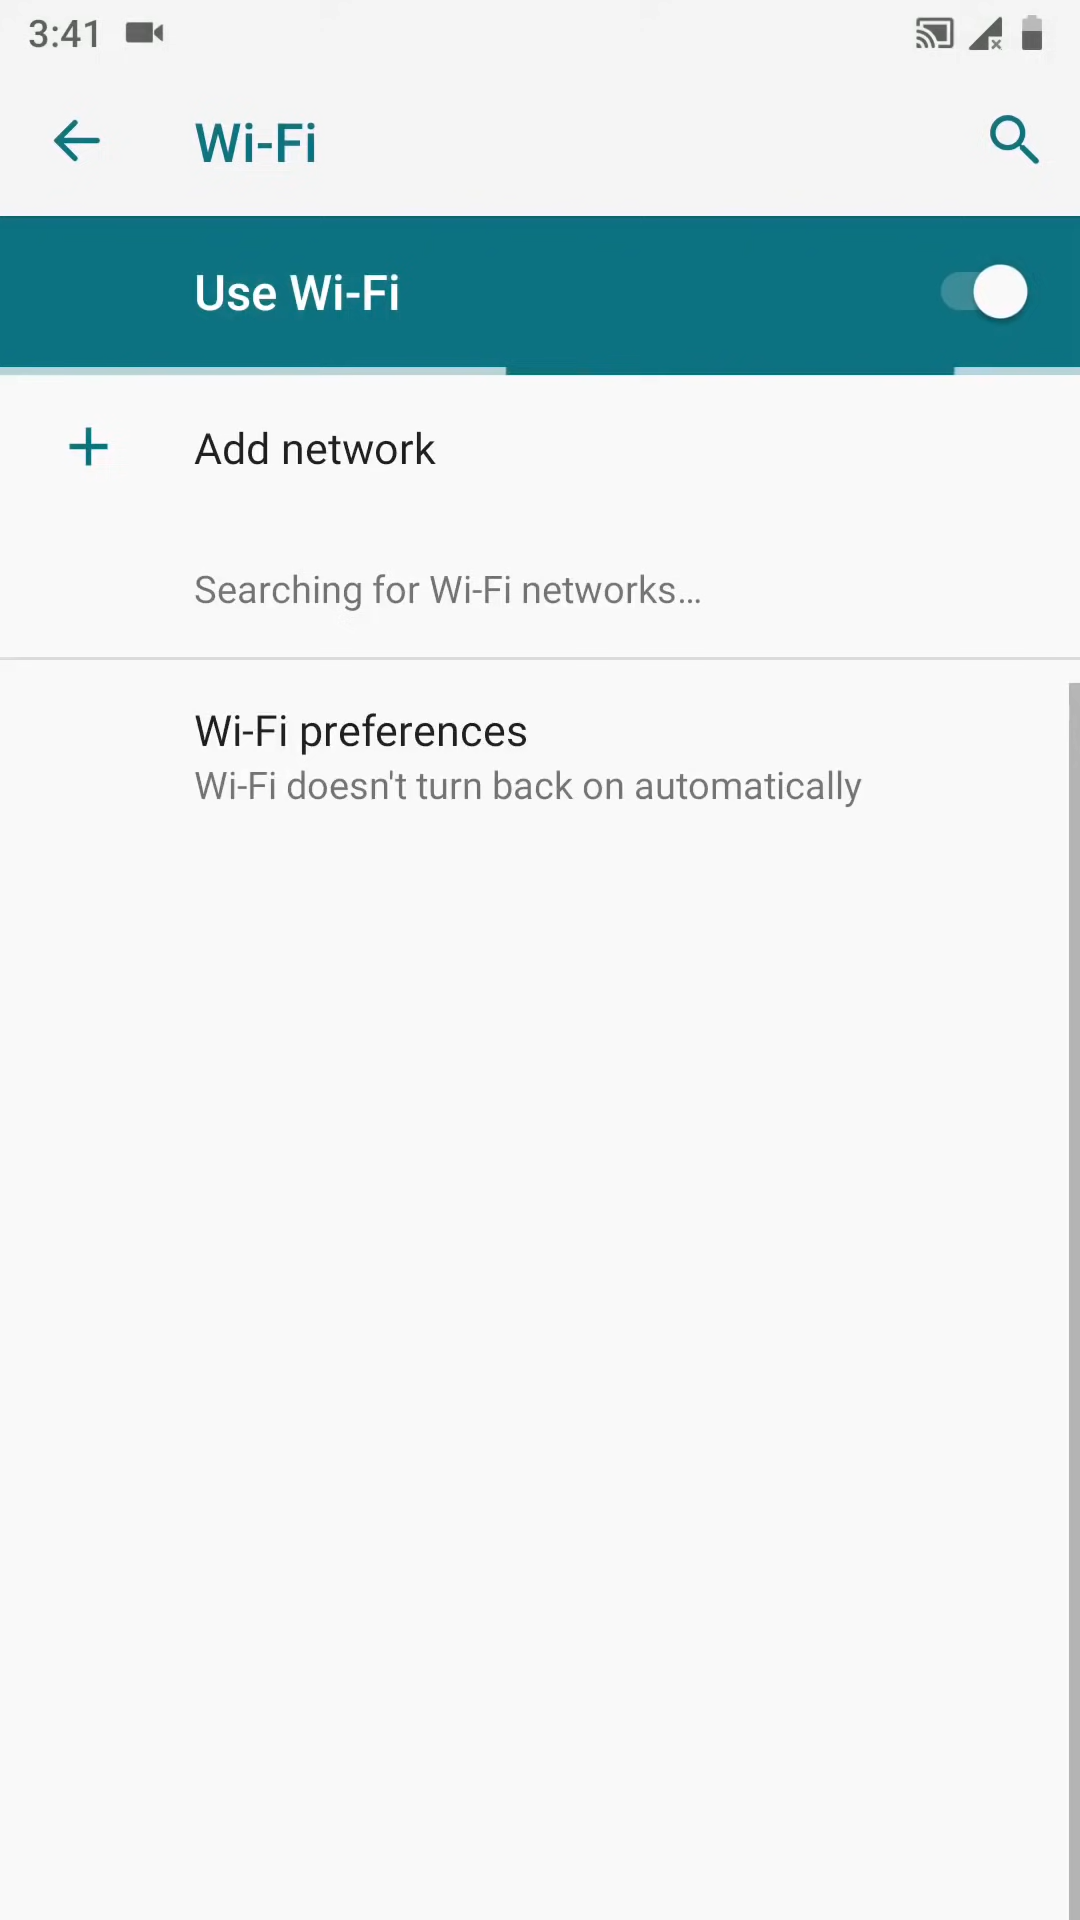 3:41
Wi-Fi
Use Wi-Fi
Add network
Searching for Wi-Fi networks…
Wi-Fi preferences
Wi-Fi doesn't turn back on automatically